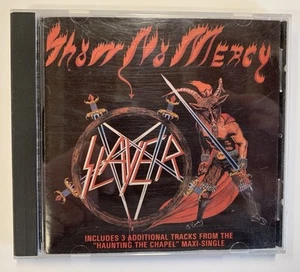 Show No Mercy
SLAYER
INCLUDES 3 ADDITIONAL TRACKS FROM THE
"HAUNTING THE CHAPEL" MAXI-SINGLE